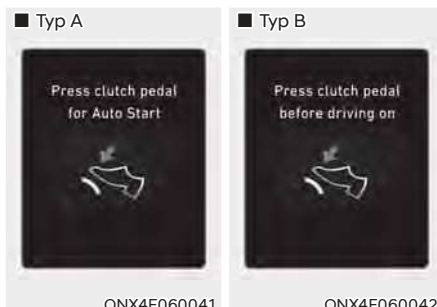 ■ Typ A
Press clutch pedal
for Auto Start
ONX4E060041
■ Typ B
Press clutch pedal
before driving on
ONX4E060042